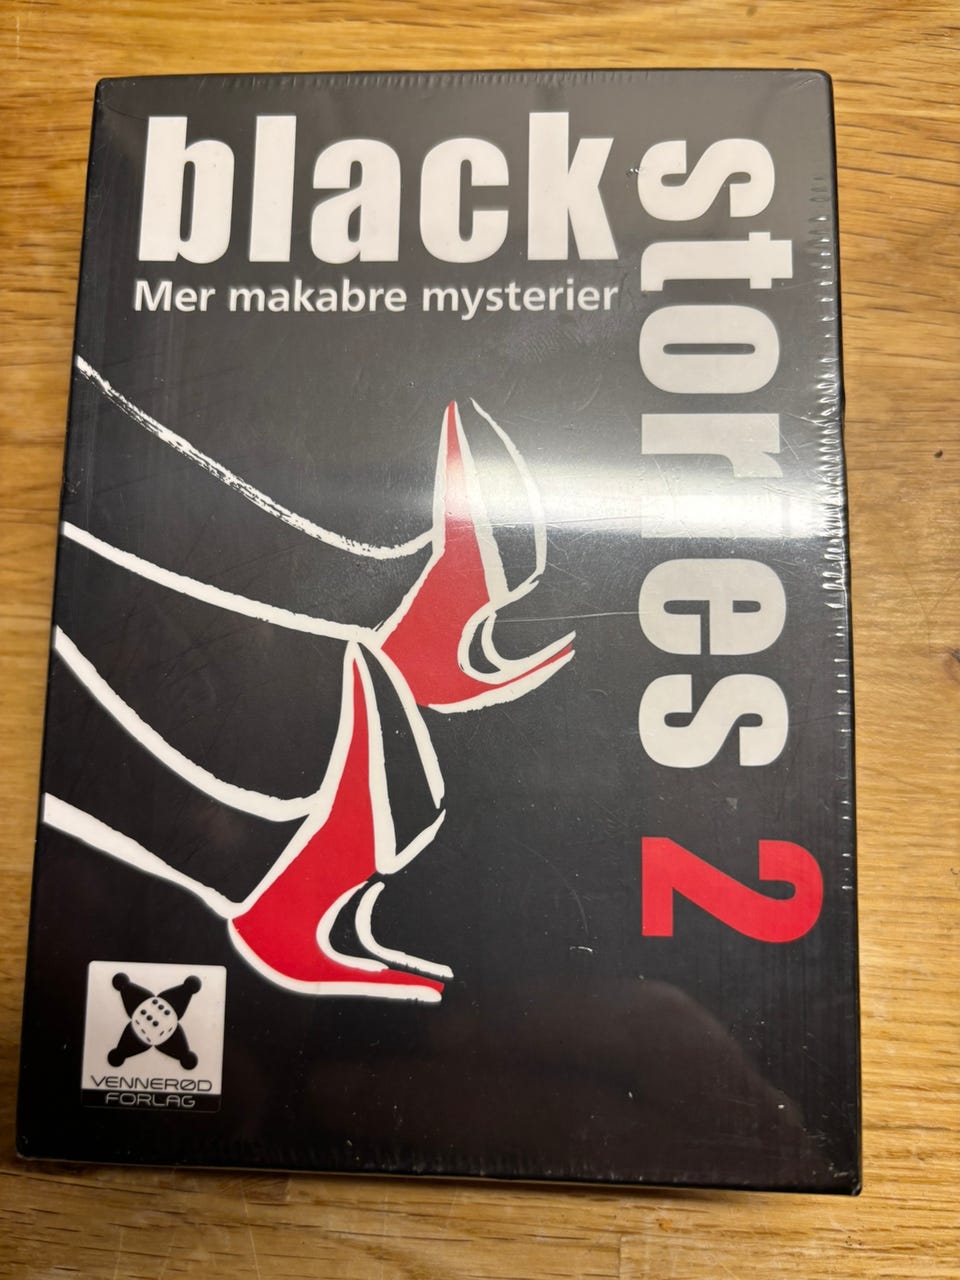 black
stories 2
Mer makabre mysterier
VENNERØD
FORLAG